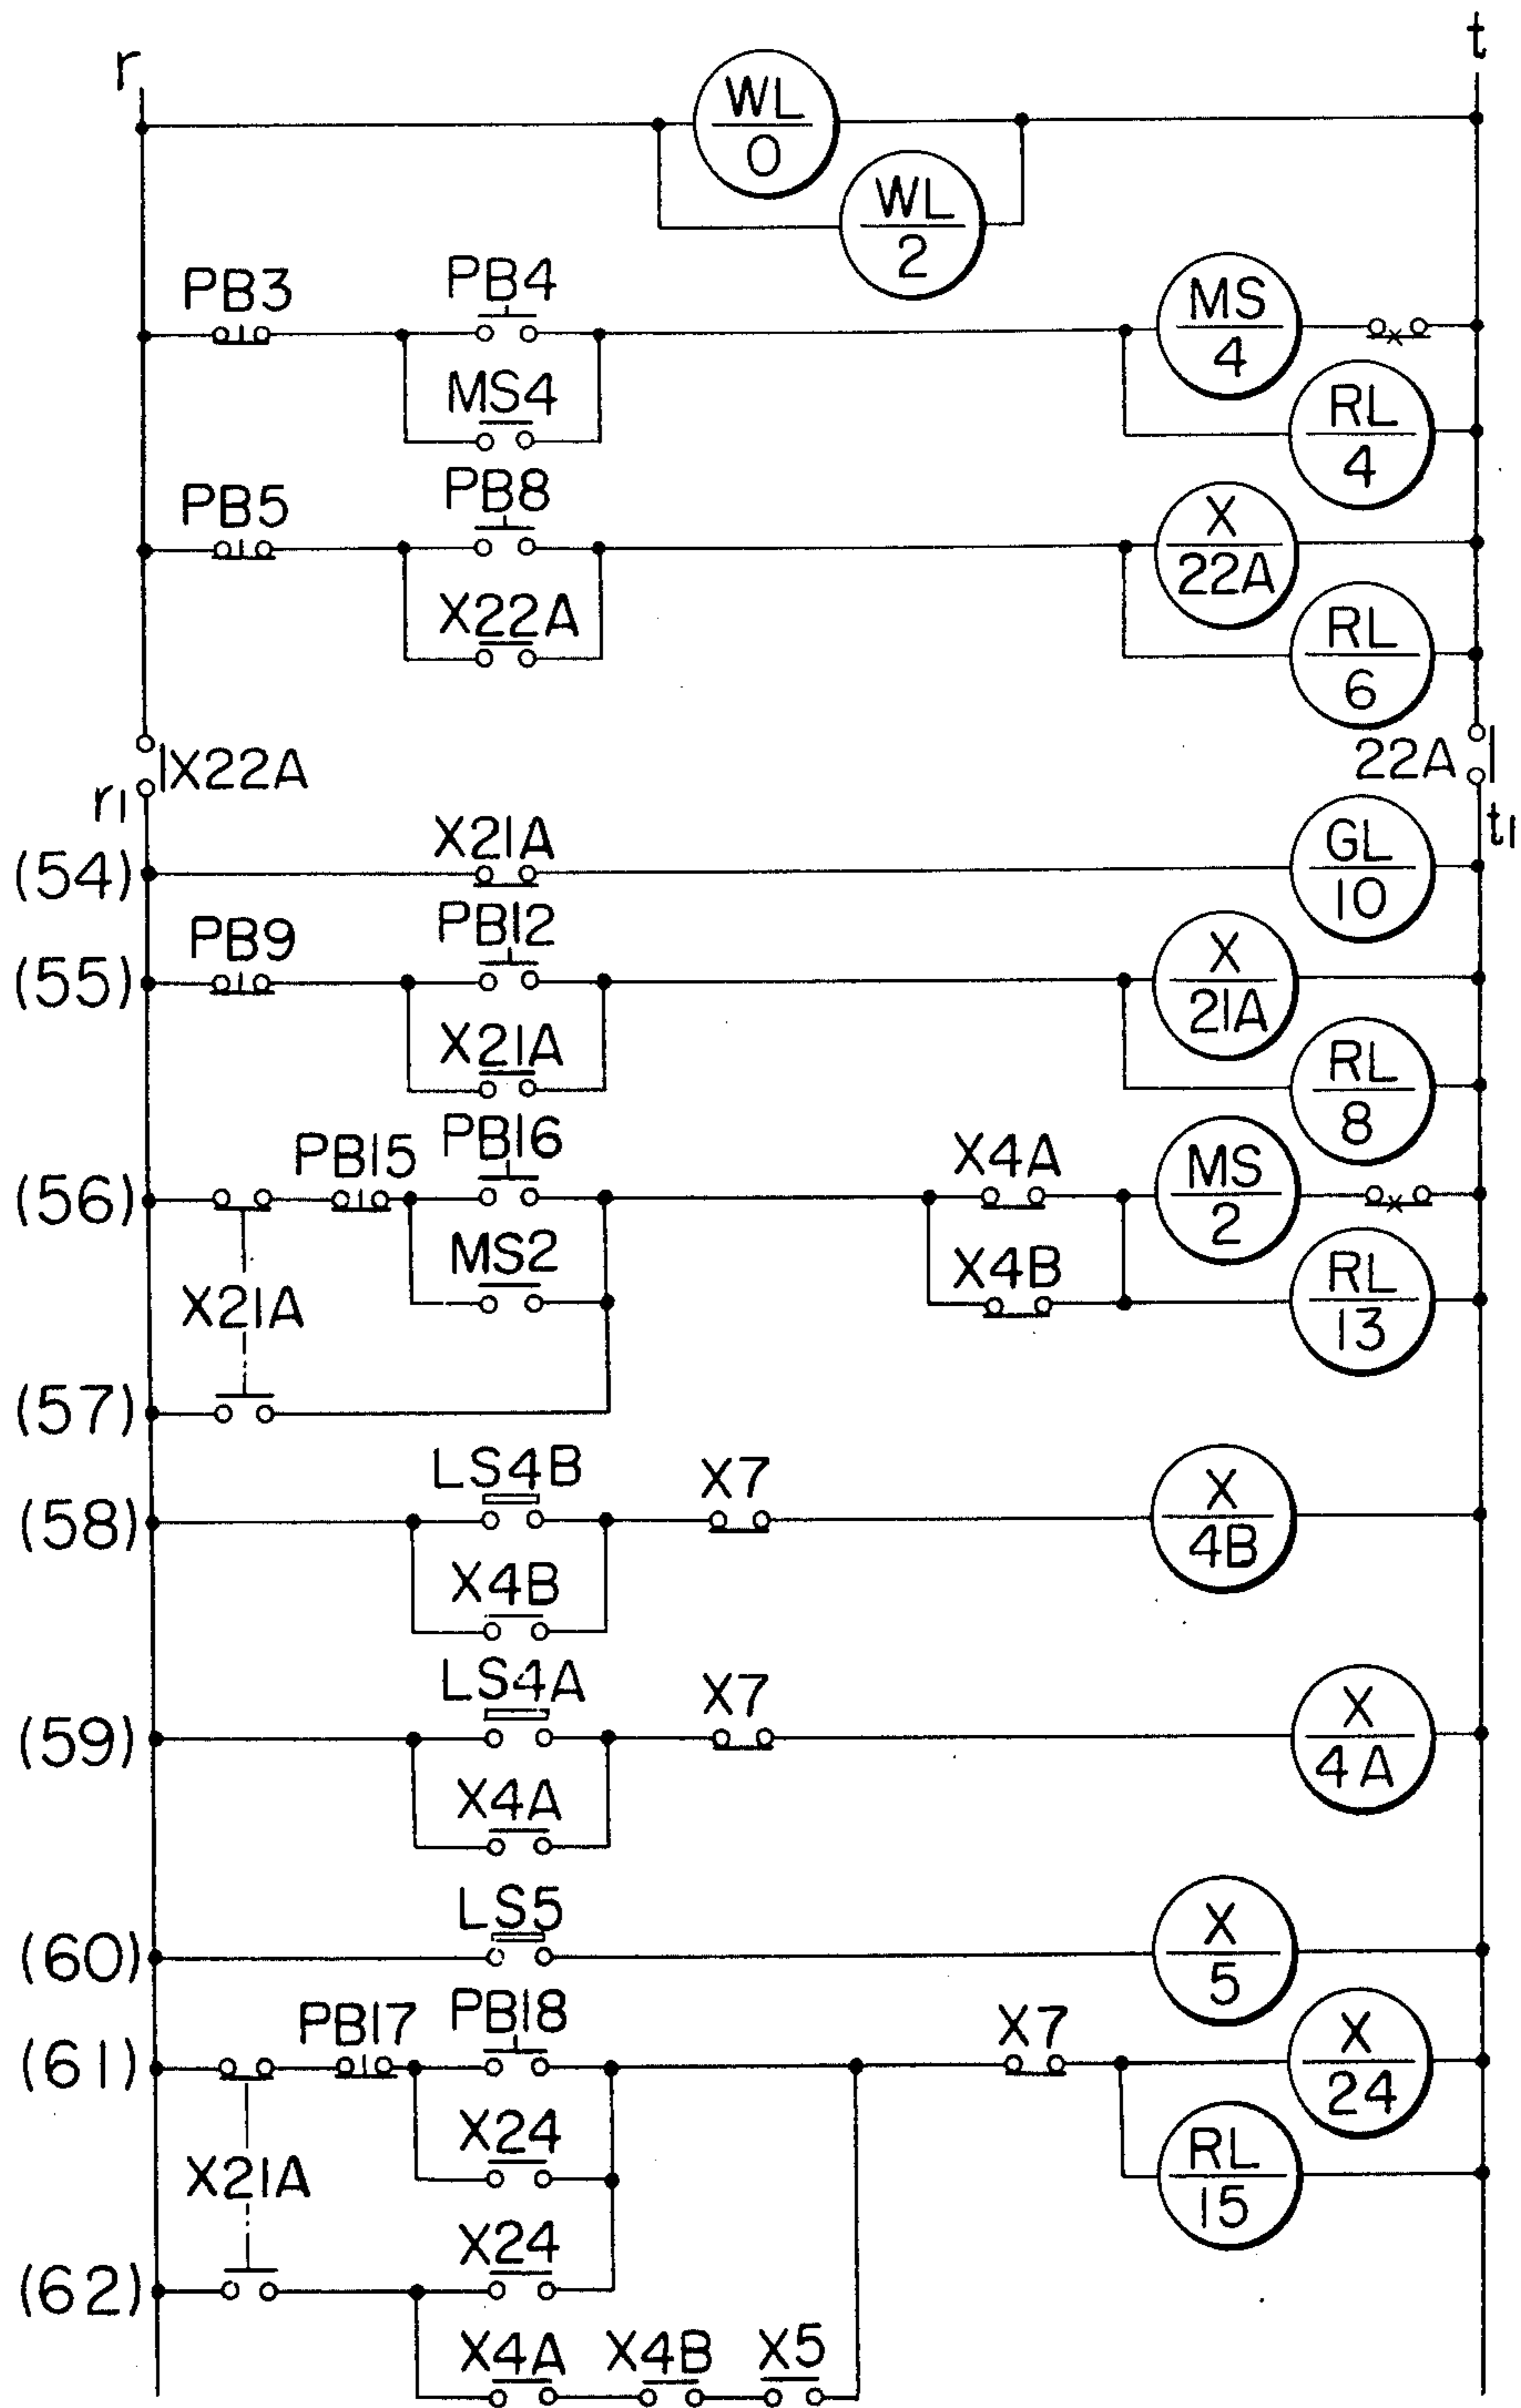 r
t
WL
0
WL
2
PB3
PB4
MS
4
MS4
RL
4
PB5
PB8
X
22A
X22A
RL
6
X22A
22A
r1
t1
(54)
X21A
GL
10
(55)
PB9
PB12
X
21A
X21A
RL
8
(56)
PB15
PB16
X4A
MS
2
MS2
X4B
RL
13
X21A
(57)
(58)
LS4B
X7
X
4B
X4B
(59)
LS4A
X7
X
4A
X4A
(60)
LS5
X
5
(61)
PB17
PB18
X7
X
24
X24
RL
15
X21A
(62)
X24
X4A
X4B
X5